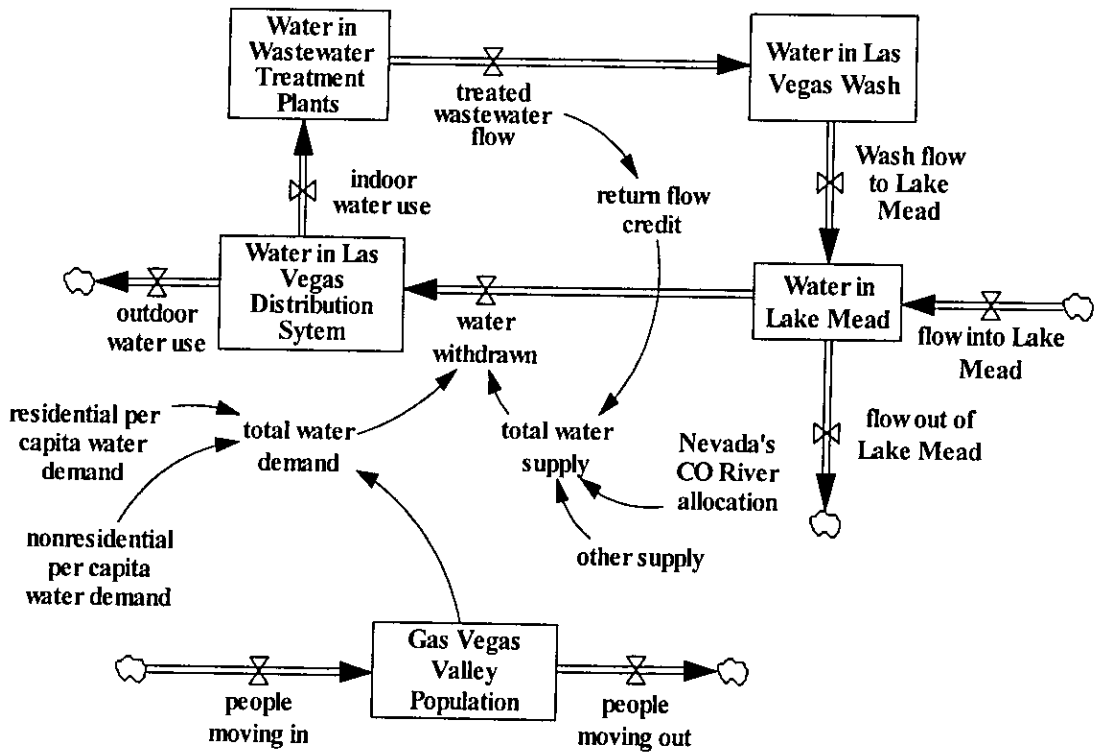 Water in
Wastewater
Treatment
Plants
treated
wastewater
flow
Water in Las
Vegas Wash
indoor
water use
return flow
credit
Wash flow
to Lake
Mead
Water in Las
Vegas
Distribution
Sytem
outdoor
water use
water
withdrawn
Water in
Lake Mead
flow into Lake
Mead
residential per
capita water
demand
total water
demand
total water
supply
Nevada's
CO River
allocation
flow out of
Lake Mead
nonresidential
per capita
water demand
other supply
Gas Vegas
Valley
Population
people
moving in
people
moving out